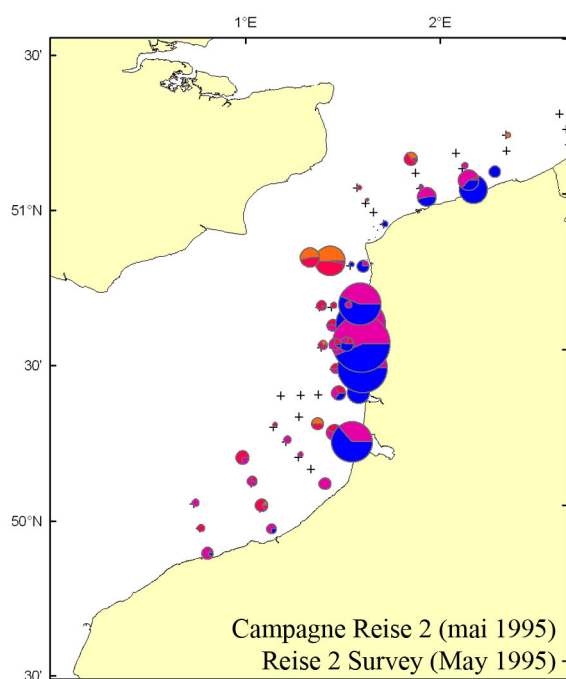 1°E 2°E
30'
51°N
30'
50°N
Campagne Reise 2 (mai 1995)
Reise 2 Survey (May 1995)
30'